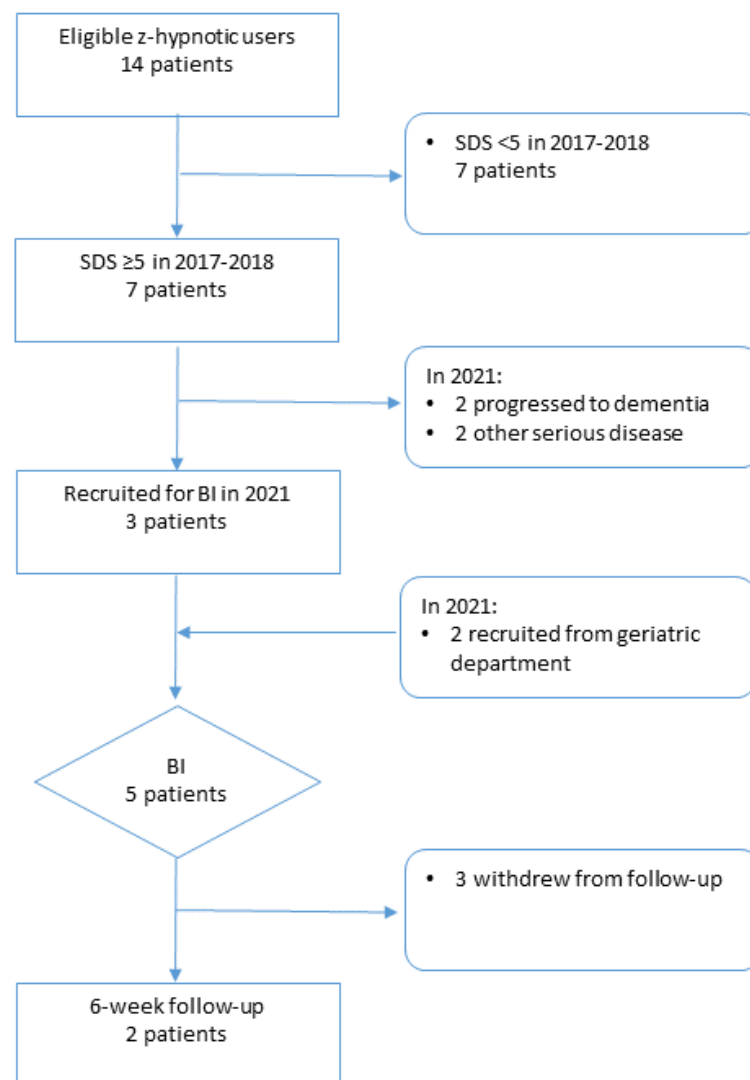 Eligible z-hypnotic users
14 patients
• SDS <5 in 2017-2018
7 patients
SDS ≥5 in 2017-2018
7 patients
In 2021:
• 2 progressed to dementia
• 2 other serious disease
Recruited for BI in 2021
3 patients
In 2021:
• 2 recruited from geriatric
department
BI
5 patients
• 3 withdrew from follow-up
6-week follow-up
2 patients